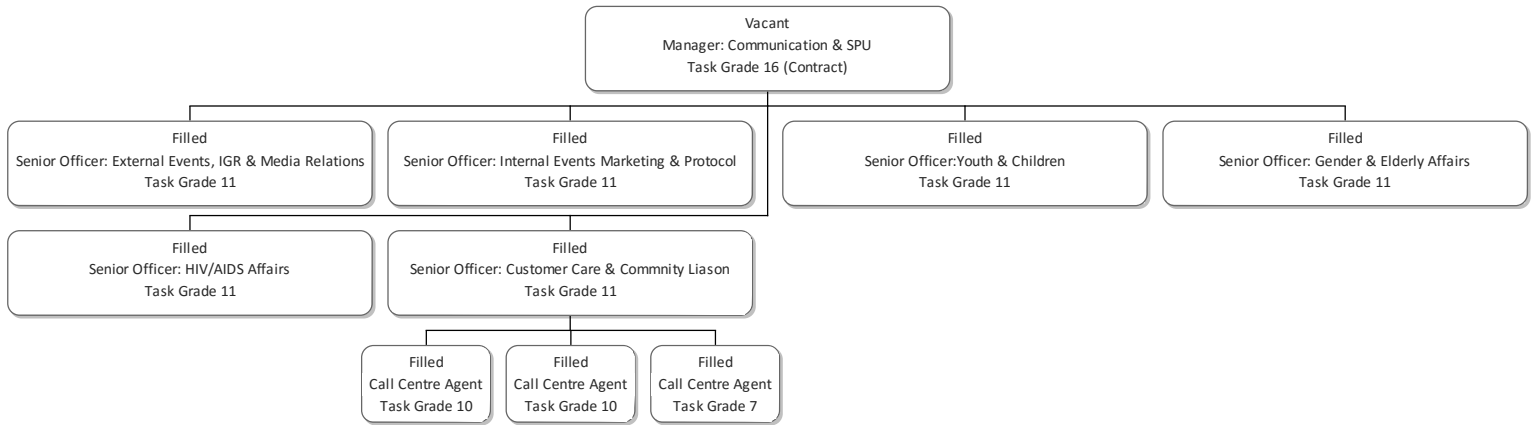 Vacant
Manager: Communication & SPU
Task Grade 16 (Contract)
Filled
Senior Officer: External Events, IGR & Media Relations
Task Grade 11
Filled
Senior Officer: Internal Events Marketing & Protocol
Task Grade 11
Filled
Senior Officer:Youth & Children
Task Grade 11
Filled
Senior Officer: Gender & Elderly Affairs
Task Grade 11
Filled
Senior Officer: HIV/AIDS Affairs
Task Grade 11
Filled
Senior Officer: Customer Care & Commnity Liason
Task Grade 11
Filled
Call Centre Agent
Task Grade 10
Filled
Call Centre Agent
Task Grade 10
Filled
Call Centre Agent
Task Grade 7